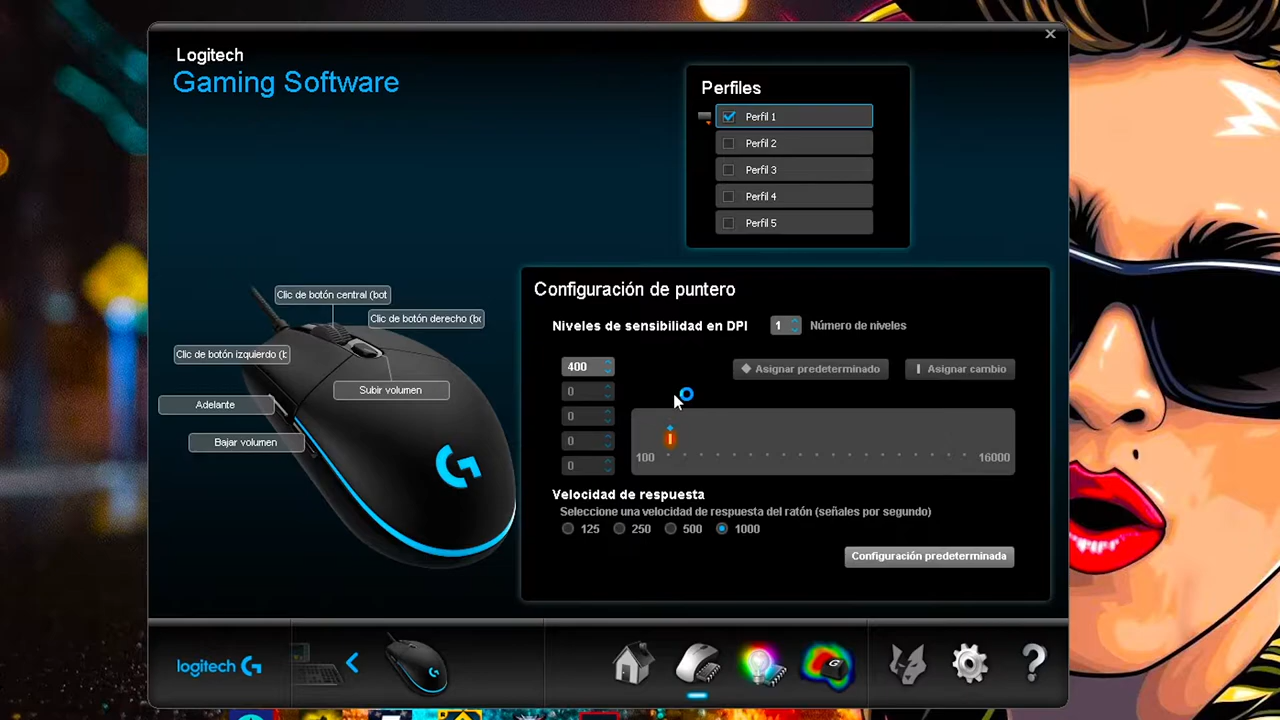 Logitech
Gaming Software
Perfiles
Perfil 1
Perfil 2
Perfil 3
Perfil 4
Perfil 5
Clic de botón central (bot
Clic de botón derecho (bo
Clic de botón izquierdo (b
Subir volumen
Adelante
Bajar volumen
Configuración de puntero
Niveles de sensibilidad en DPI 1 Número de niveles
400 Asignar predeterminado Asignar cambio
0
0
0
0
100 16000
Velocidad de respuesta
Seleccione una velocidad de respuesta del ratón (señales por segundo)
125 250 500 1000
Configuración predeterminada
logitech G